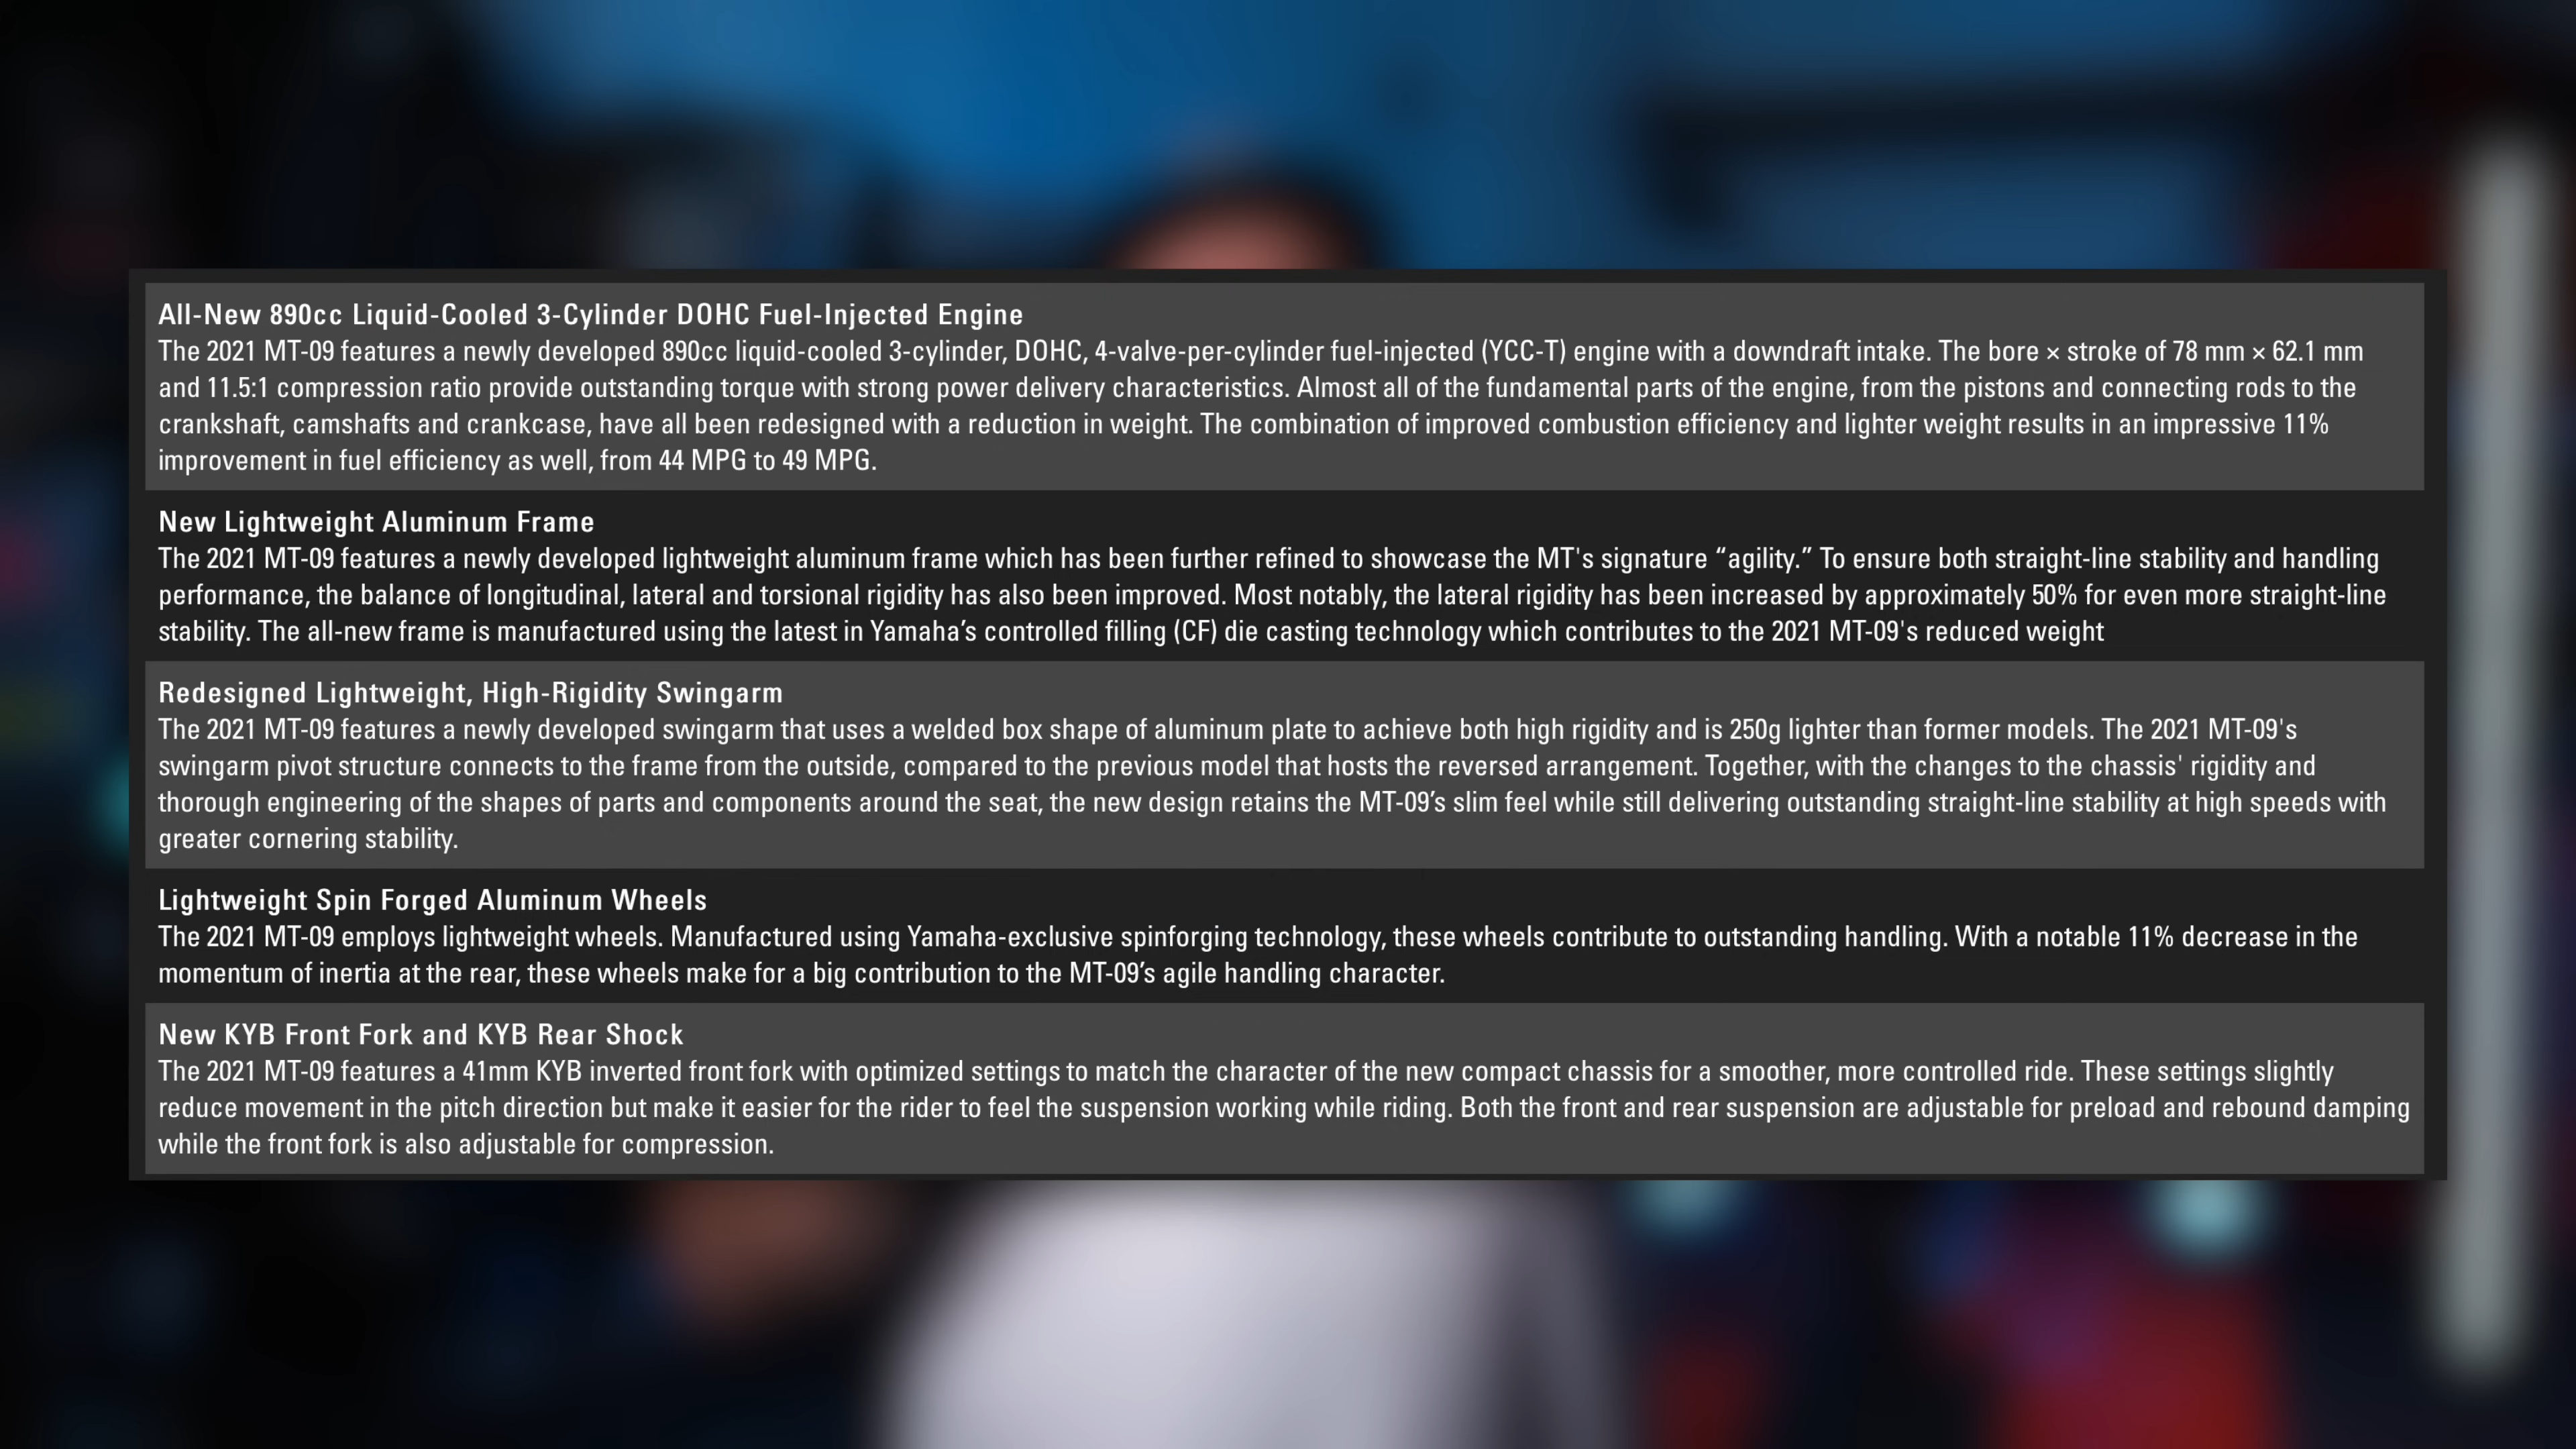 All-New 890cc Liquid-Cooled 3-Cylinder DOHC Fuel-Injected Engine
The 2021 MT-09 features a newly developed 890cc liquid-cooled 3-cylinder, DOHC, 4-valve-per-cylinder fuel-injected (YCC-T) engine with a downdraft intake. The bore × stroke of 78 mm × 62.1 mm
and 11.5:1 compression ratio provide outstanding torque with strong power delivery characteristics. Almost all of the fundamental parts of the engine, from the pistons and connecting rods to the
crankshaft, camshafts and crankcase, have all been redesigned with a reduction in weight. The combination of improved combustion efficiency and lighter weight results in an impressive 11%
improvement in fuel efficiency as well, from 44 MPG to 49 MPG.
New Lightweight Aluminum Frame
The 2021 MT-09 features a newly developed lightweight aluminum frame which has been further refined to showcase the MT's signature “agility.” To ensure both straight-line stability and handling
performance, the balance of longitudinal, lateral and torsional rigidity has also been improved. Most notably, the lateral rigidity has been increased by approximately 50% for even more straight-line
stability. The all-new frame is manufactured using the latest in Yamaha’s controlled filling (CF) die casting technology which contributes to the 2021 MT-09's reduced weight
Redesigned Lightweight, High-Rigidity Swingarm
The 2021 MT-09 features a newly developed swingarm that uses a welded box shape of aluminum plate to achieve both high rigidity and is 250g lighter than former models. The 2021 MT-09's
swingarm pivot structure connects to the frame from the outside, compared to the previous model that hosts the reversed arrangement. Together, with the changes to the chassis' rigidity and
thorough engineering of the shapes of parts and components around the seat, the new design retains the MT-09’s slim feel while still delivering outstanding straight-line stability at high speeds with
greater cornering stability.
Lightweight Spin Forged Aluminum Wheels
The 2021 MT-09 employs lightweight wheels. Manufactured using Yamaha-exclusive spinforging technology, these wheels contribute to outstanding handling. With a notable 11% decrease in the
momentum of inertia at the rear, these wheels make for a big contribution to the MT-09’s agile handling character.
New KYB Front Fork and KYB Rear Shock
The 2021 MT-09 features a 41mm KYB inverted front fork with optimized settings to match the character of the new compact chassis for a smoother, more controlled ride. These settings slightly
reduce movement in the pitch direction but make it easier for the rider to feel the suspension working while riding. Both the front and rear suspension are adjustable for preload and rebound damping
while the front fork is also adjustable for compression.